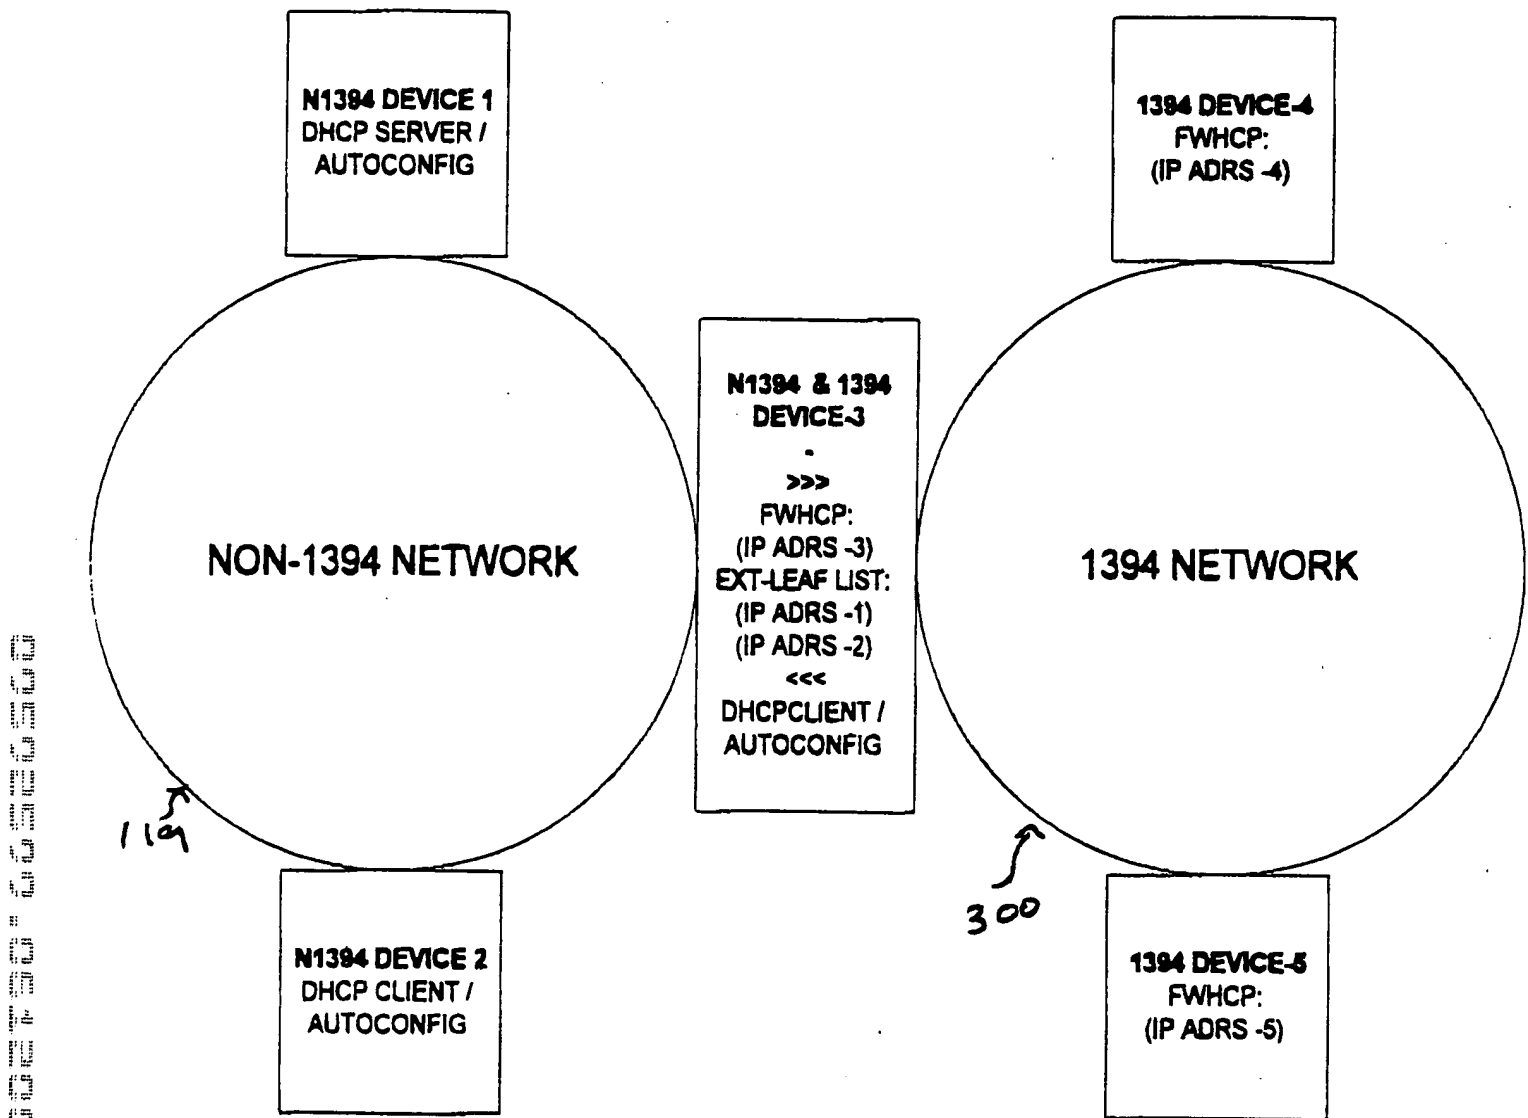 N1394 DEVICE 1
DHCP SERVER /
AUTOCONFIG
1394 DEVICE-4
FWHCP:
(IP ADRS -4)
N1394 & 1394
DEVICE-3
-
>>>
FWHCP:
(IP ADRS -3)
EXT-LEAF LIST:
(IP ADRS -1)
(IP ADRS -2)
<<<
DHCPCLIENT /
AUTOCONFIG
NON-1394 NETWORK
1394 NETWORK
119
300
N1394 DEVICE 2
DHCP CLIENT /
AUTOCONFIG
1394 DEVICE-5
FWHCP:
(IP ADRS -5)